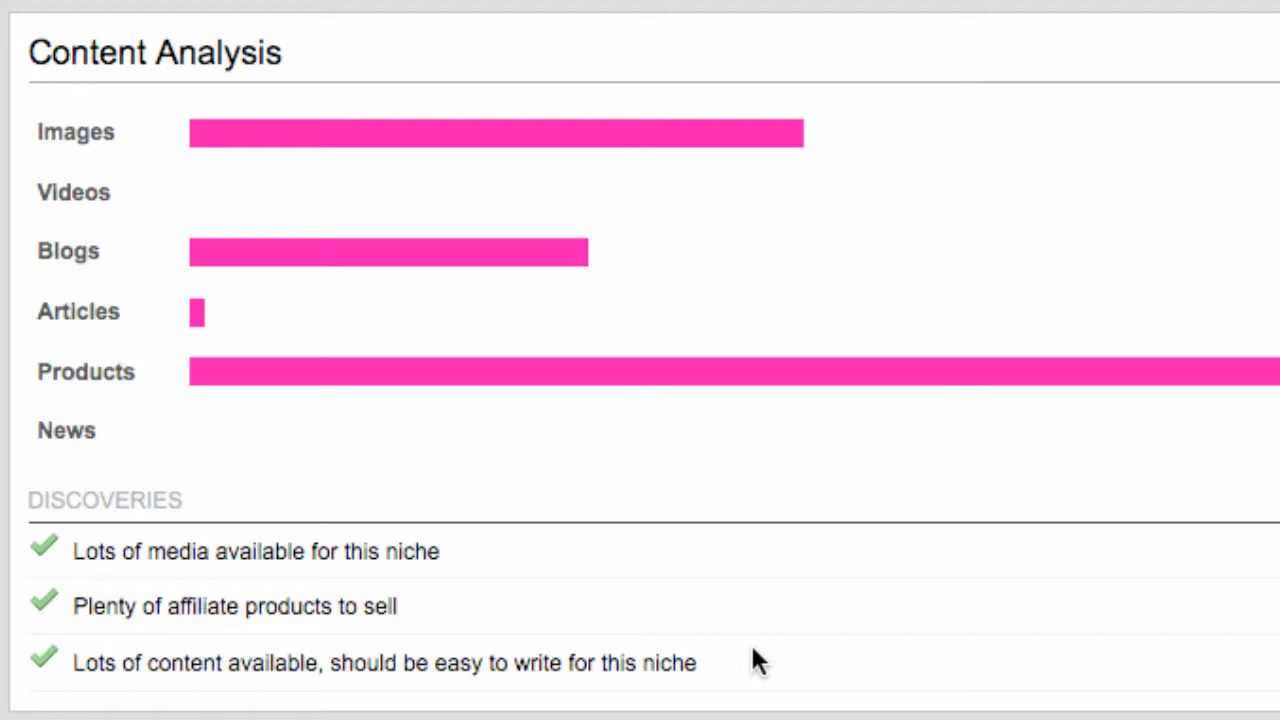 Content Analysis
Images
Videos
Blogs
Articles
Products
News
DISCOVERIES
Lots of media available for this niche
Plenty of affiliate products to sell
Lots of content available, should be easy to write for this niche